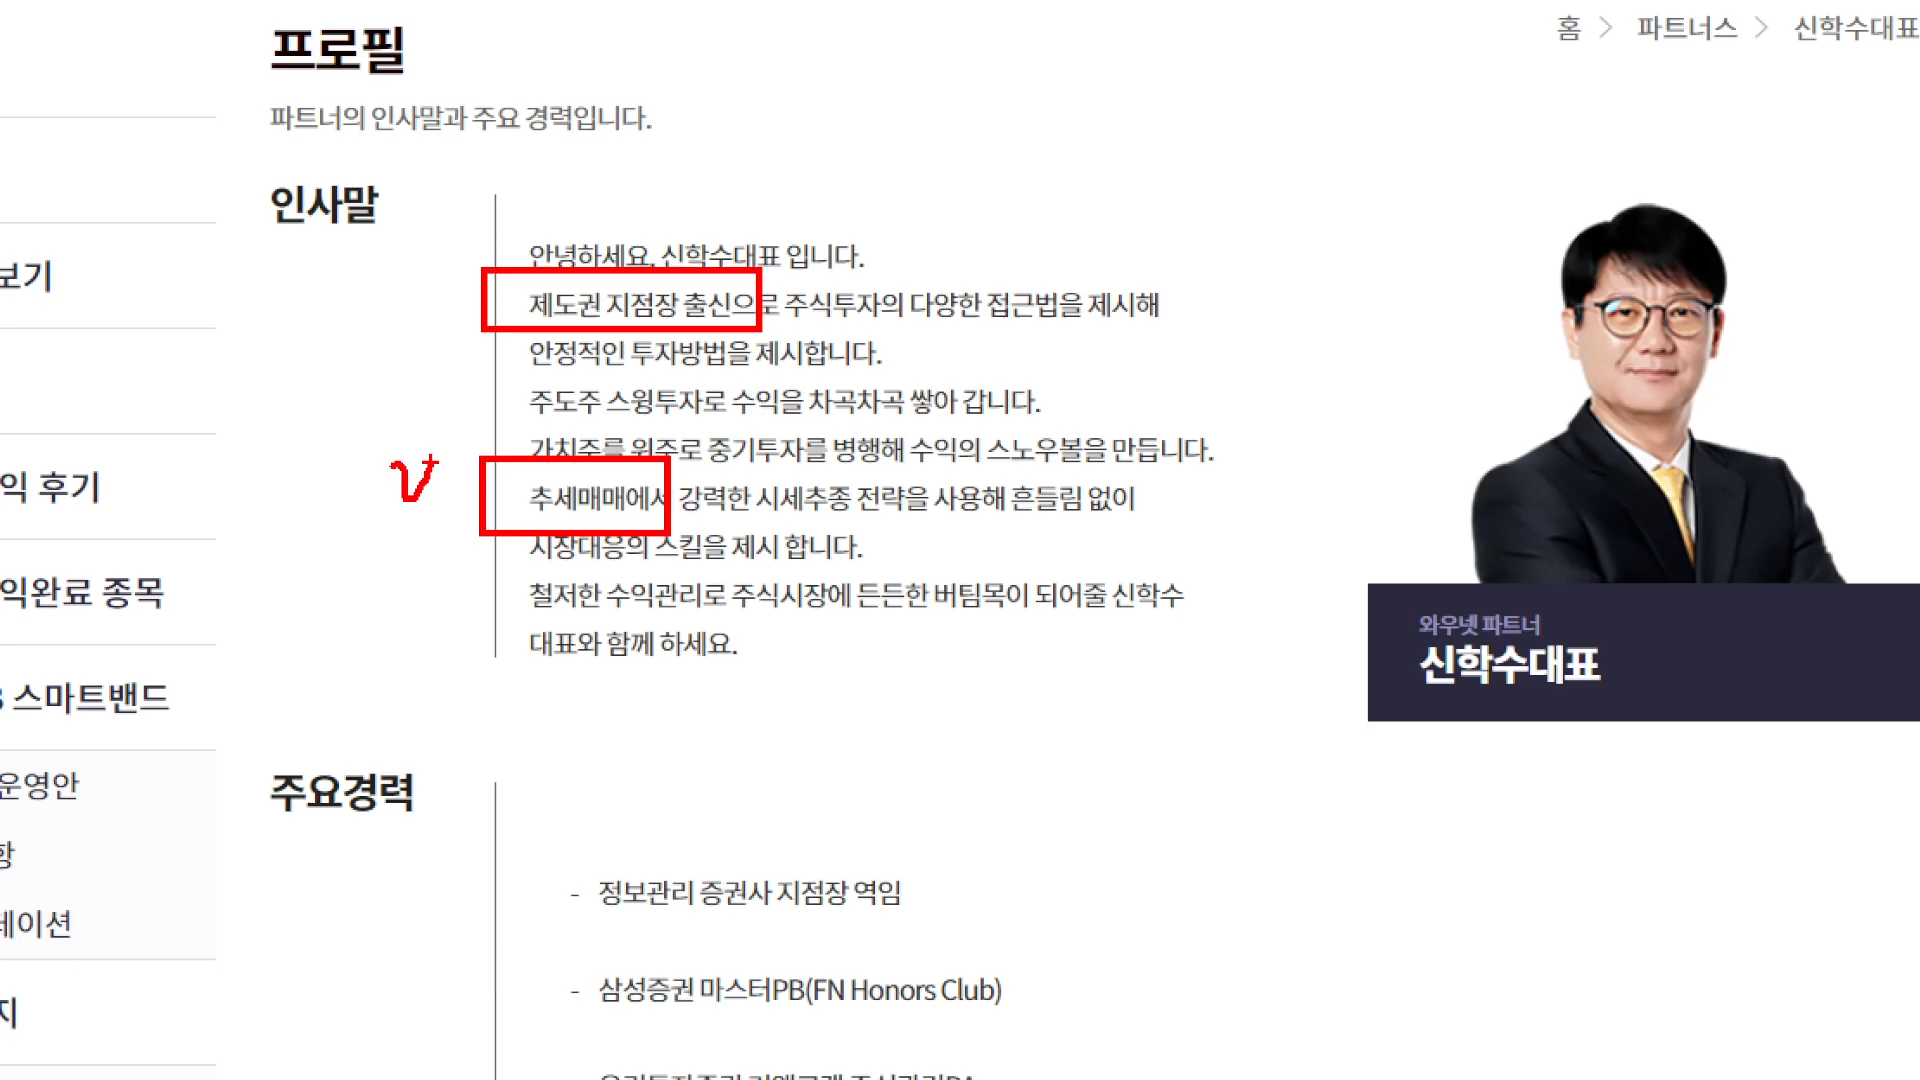 홈 > 파트너스 > 신학수대표
프로필
파트너의 인사말과 주요 경력입니다.
보기
익 후기
익완료 종목
스마트밴드
운영안
항
레이션
지
인사말
안녕하세요. 신학수대표 입니다.
제도권 지점장 출신으로 주식투자의 다양한 접근법을 제시해
안정적인 투자방법을 제시합니다.
주도주 스윙투자로 수익을 차곡차곡 쌓아 갑니다.
가치주를 위주로 중기투자를 병행해 수익의 스노우볼을 만듭니다.
추세매매에서 강력한 시세추종 전략을 사용해 흔들림 없이
시장대응의 스킬을 제시 합니다.
철저한 수익관리로 주식시장에 든든한 버팀목이 되어줄 신학수
대표와 함께 하세요.
와우넷 파트너
신학수대표
주요경력
- 정보관리 증권사 지점장 역임
- 삼성증권 마스터PB(FN Honors Club)